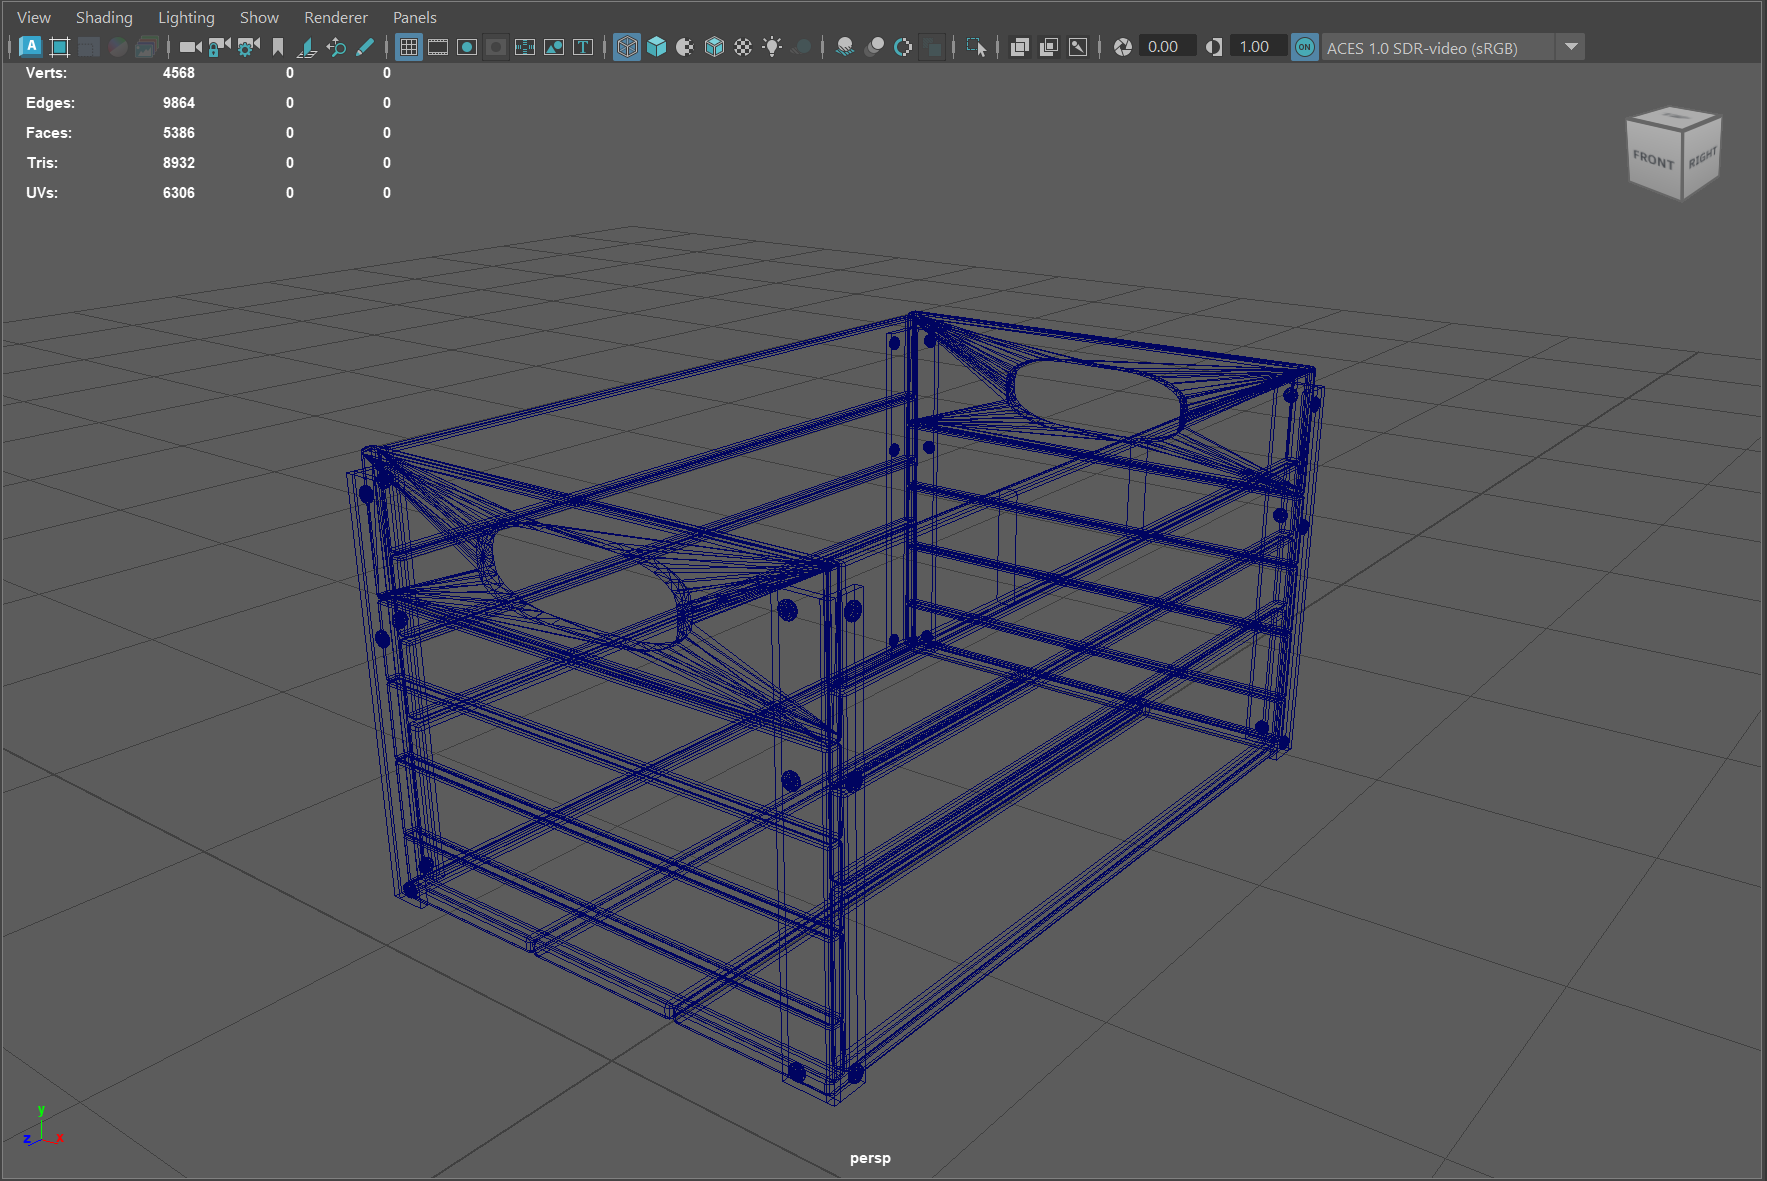 View Shading Lighting Show Renderer Panels
A T 0.00 1.00 ON ACES 1.0 SDR-video (sRGB)
Verts: 4568 0 0
Edges: 9864 0 0
Faces: 5386 0 0
Tris: 8932 0 0
UVs: 6306 0 0
FRONT RIGHT
y
z x
persp